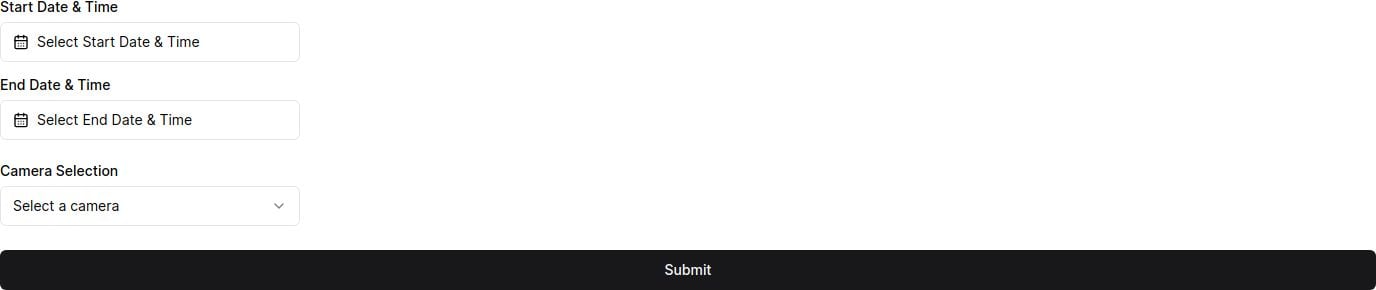 Start Date & Time
Select Start Date & Time
End Date & Time
Select End Date & Time
Camera Selection
Select a camera
Submit